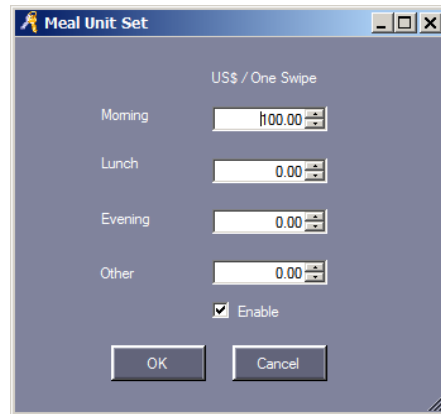 Meal Unit Set
US$ / One Swipe
Morning 100.00
Lunch 0.00
Evening 0.00
Other 0.00
Enable
OK Cancel